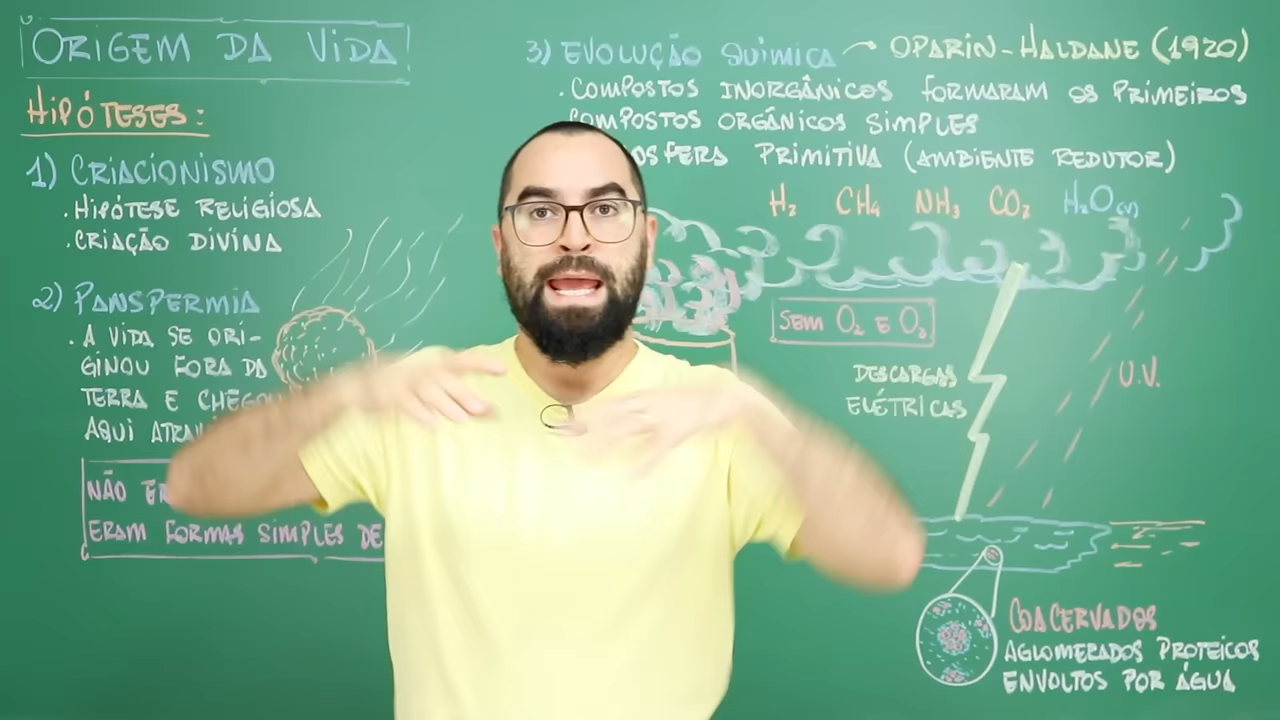 ORIGEM DA VIDA
HIPÓTESES:
1) CRIACIONISMO
. HIPÓTESE RELIGIOSA
. CRIAÇÃO DIVINA
2) PANSPERMIA
. A VIDA SE ORI-
GINOU FORA DA
TERRA E CHEGOU
AQUI
NÃO
ERAM FORMAS SIMPLES DE
3) EVOLUÇÃO QUÍMICA OPARIN-HALDANE (1920)
. COMPOSTOS INORGÂNICOS FORMARAM OS PRIMEIROS
COMPOSTOS ORGÂNICOS SIMPLES
OSFERA PRIMITIVA (AMBIENTE REDUTOR)
H₂ CH₄ NH₃ CO₂ H₂O(v)
SEM O₂ E O₃
DESCARGAS
ELÉTRICAS
U.V.
COACERVADOS
AGLOMERADOS PROTEICOS
ENVOLTOS POR ÁGUA